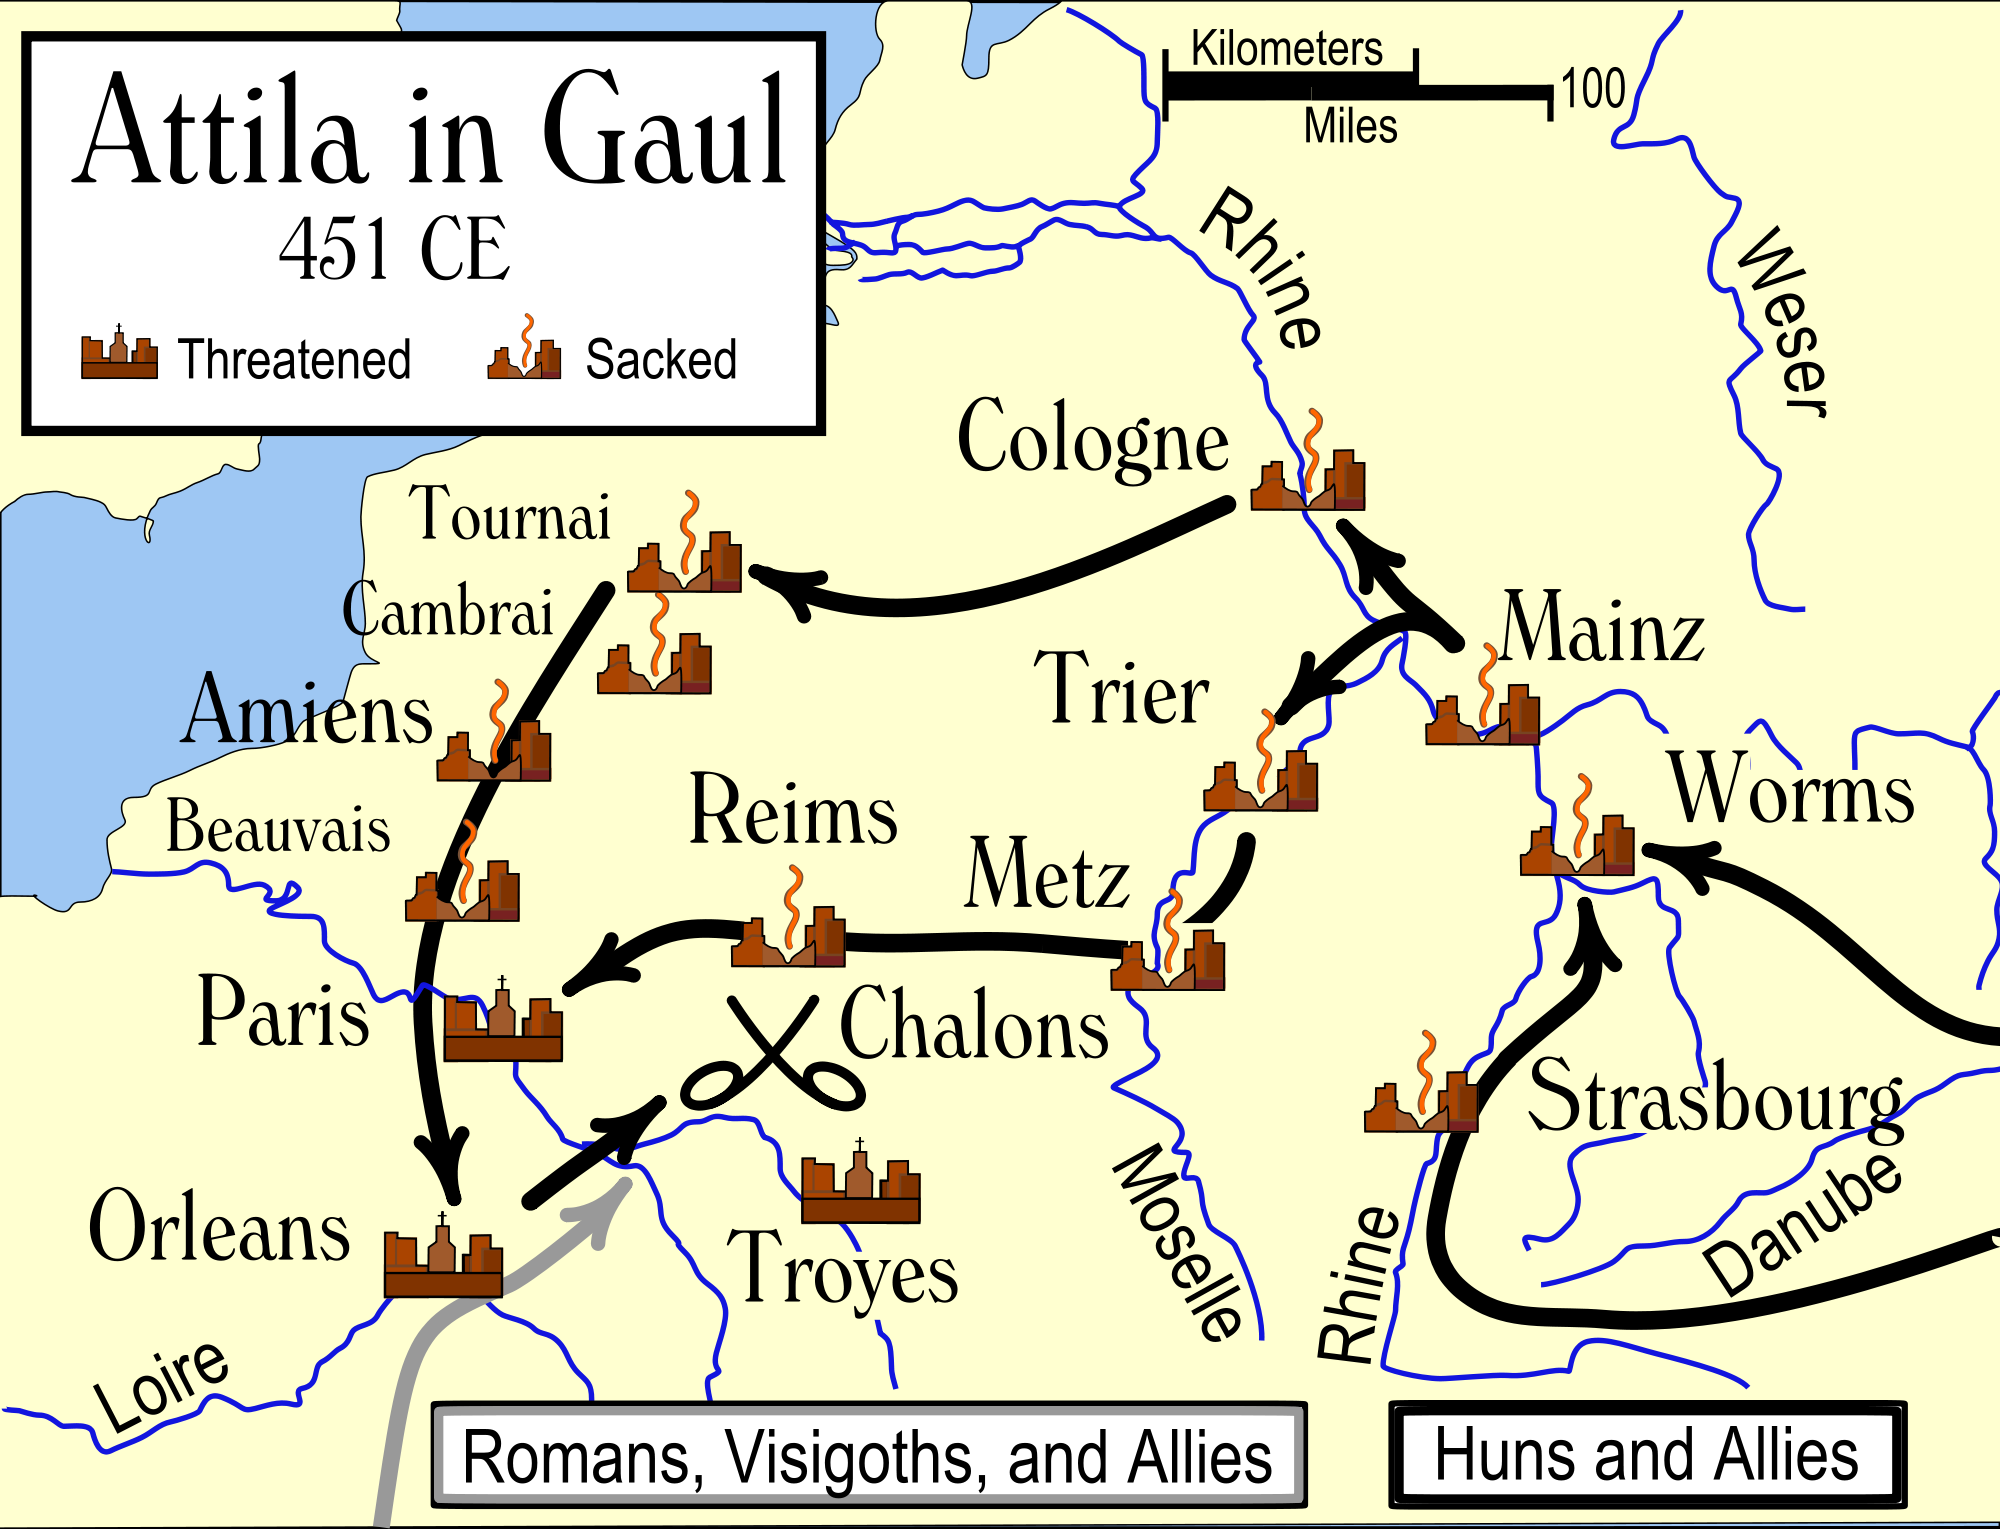 Attila in Gaul
451 CE
Threatened
Sacked
Kilometers
100
Miles
Rhine
Weser
Cologne
Tournai
Cambrai
Mainz
Trier
Amiens
Worms
Reims
Beauvais
Metz
Paris
Chalons
Strasbourg
Moselle
Danube
Orleans
Troyes
Rhine
Loire
Romans, Visigoths, and Allies
Huns and Allies